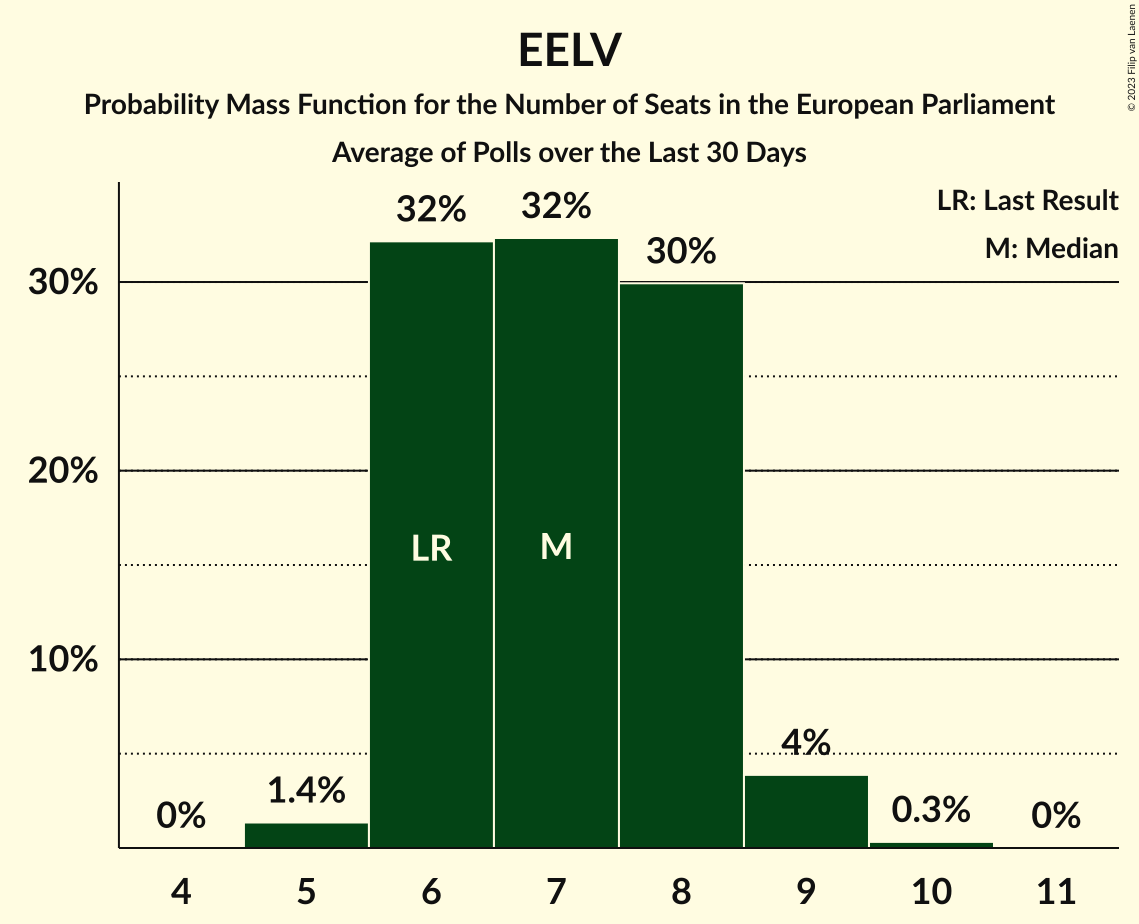 EELV
Probability Mass Function for the Number of Seats in the European Parliament
Average of Polls over the Last 30 Days
© 2023 Filip van Laenen
LR: Last Result
M: Median
30%
20%
10%
0%
1.4%
32%
32%
30%
4%
0.3%
0%
LR
M
4
5
6
7
8
9
10
11